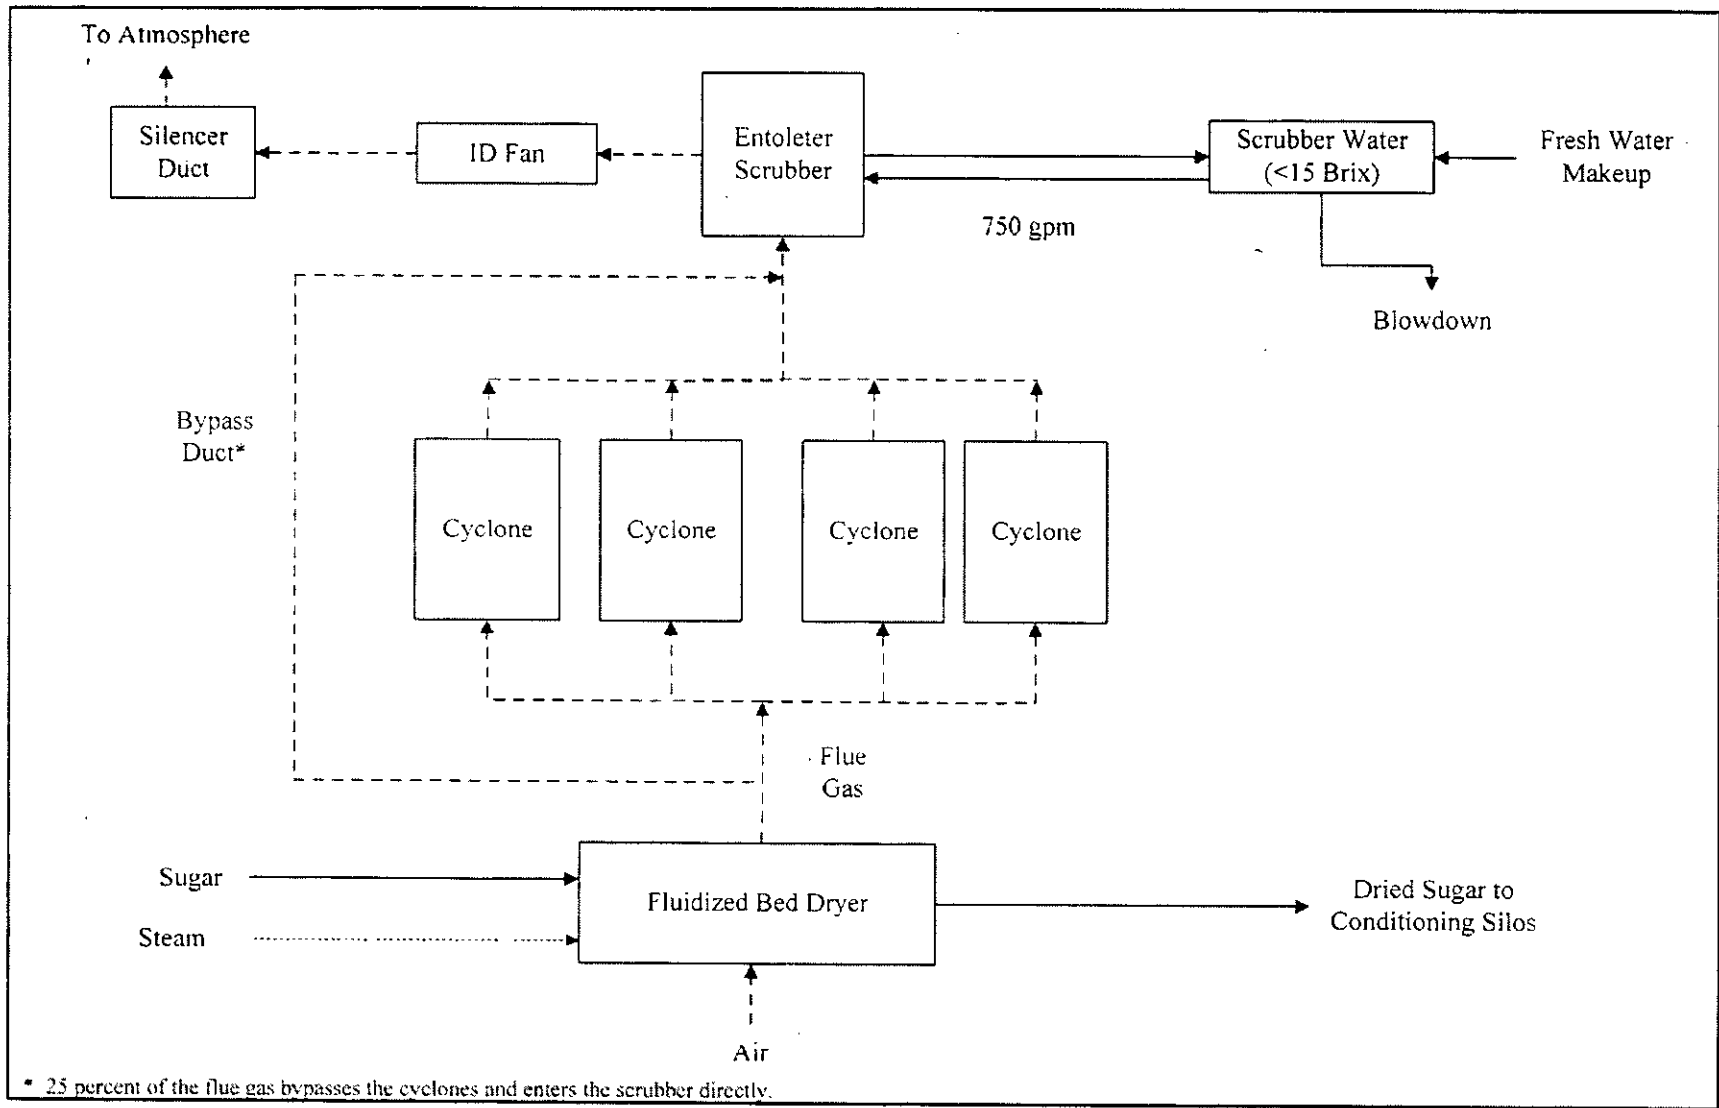 To Atmosphere
Silencer
Duct
ID Fan
Entoleter
Scrubber
Scrubber Water
(<15 Brix)
Fresh Water
Makeup
750 gpm
Blowdown
Bypass
Duct*
Cyclone
Cyclone
Cyclone
Cyclone
Flue
Gas
Sugar
Steam
Fluidized Bed Dryer
Dried Sugar to
Conditioning Silos
Air
* 25 percent of the flue gas bypasses the cyclones and enters the scrubber directly.